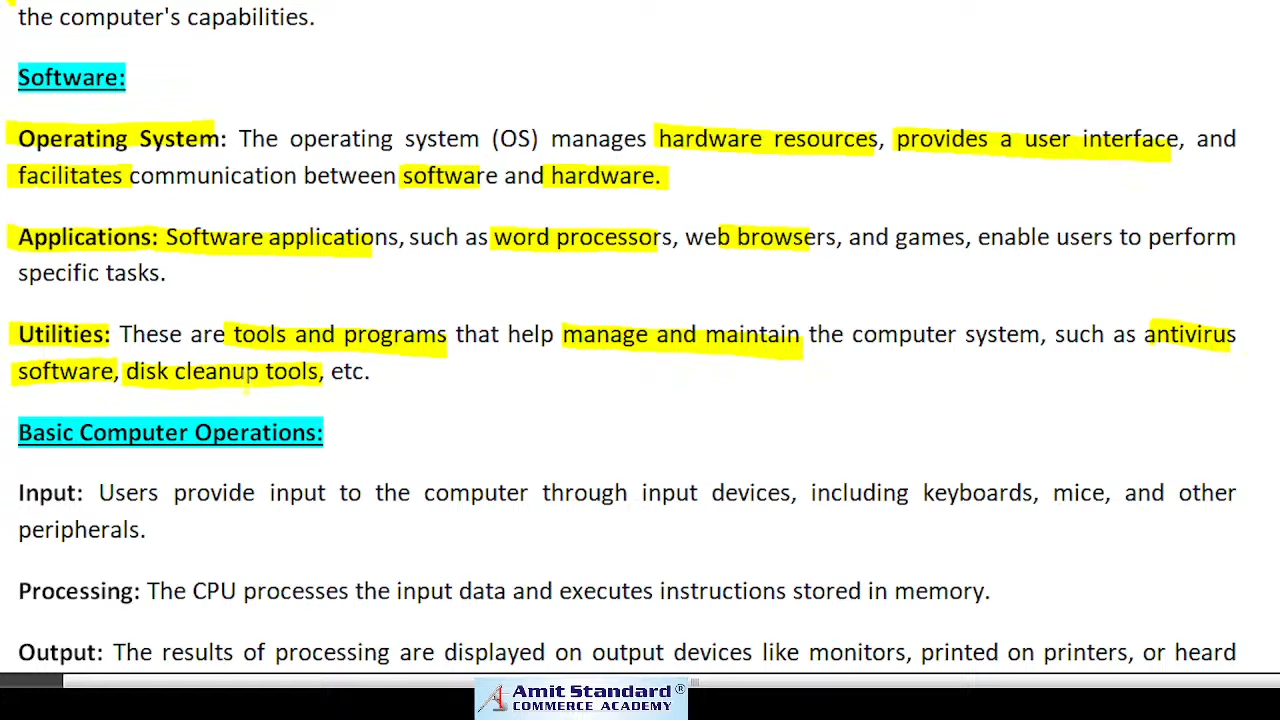 the computer's capabilities.
Software:
Operating System: The operating system (OS) manages hardware resources, provides a user interface, and
facilitates communication between software and hardware.
Applications: Software applications, such as word processors, web browsers, and games, enable users to perform
specific tasks.
Utilities: These are tools and programs that help manage and maintain the computer system, such as antivirus
software, disk cleanup tools, etc.
Basic Computer Operations:
Input: Users provide input to the computer through input devices, including keyboards, mice, and other
peripherals.
Processing: The CPU processes the input data and executes instructions stored in memory.
Output: The results of processing are displayed on output devices like monitors, printed on printers, or heard
Amit Standard®
COMMERCE ACADEMY